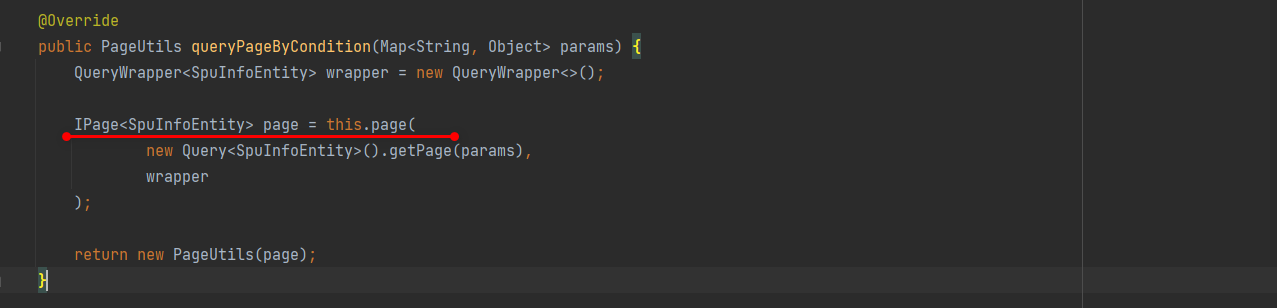 @Override
public PageUtils queryPageByCondition(Map<String, Object> params) {
QueryWrapper<SpuInfoEntity> wrapper = new QueryWrapper<>();
IPage<SpuInfoEntity> page = this.page(
new Query<SpuInfoEntity>().getPage(params),
wrapper
);
return new PageUtils(page);
}